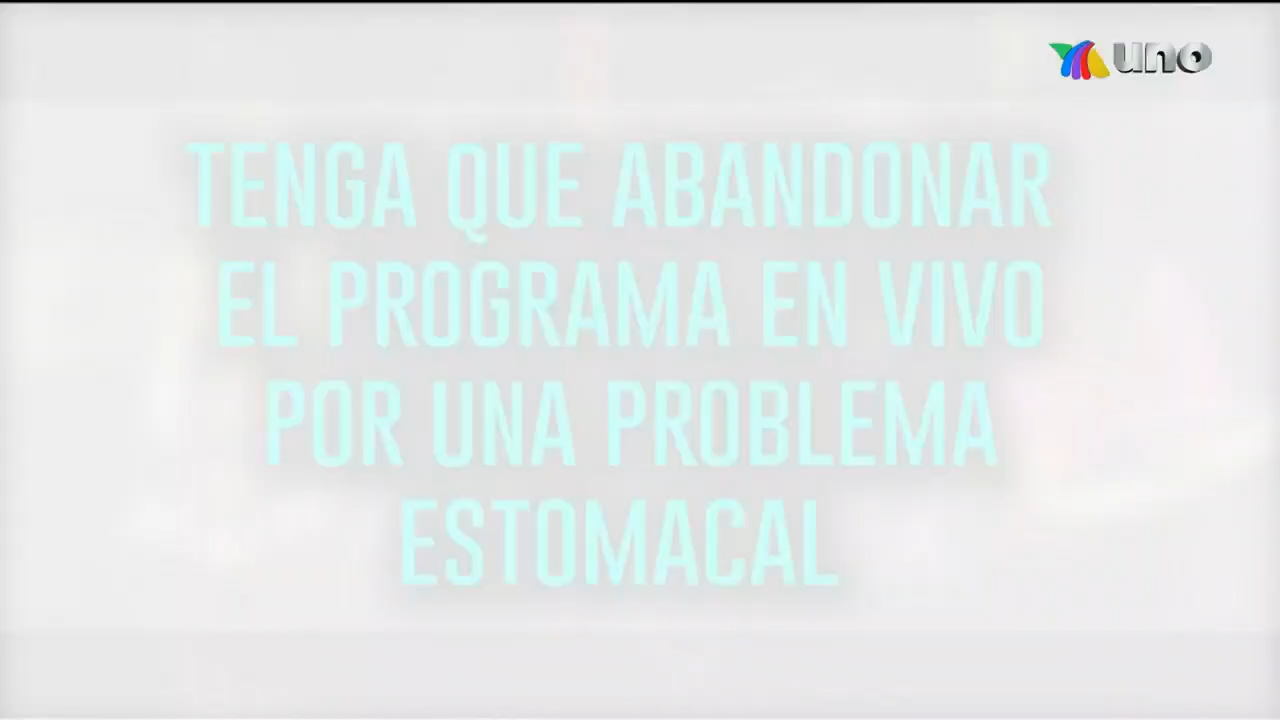 uno
TENGA QUE ABANDONAR
EL PROGRAMA EN VIVO
POR UNA PROBLEMA
ESTOMACAL